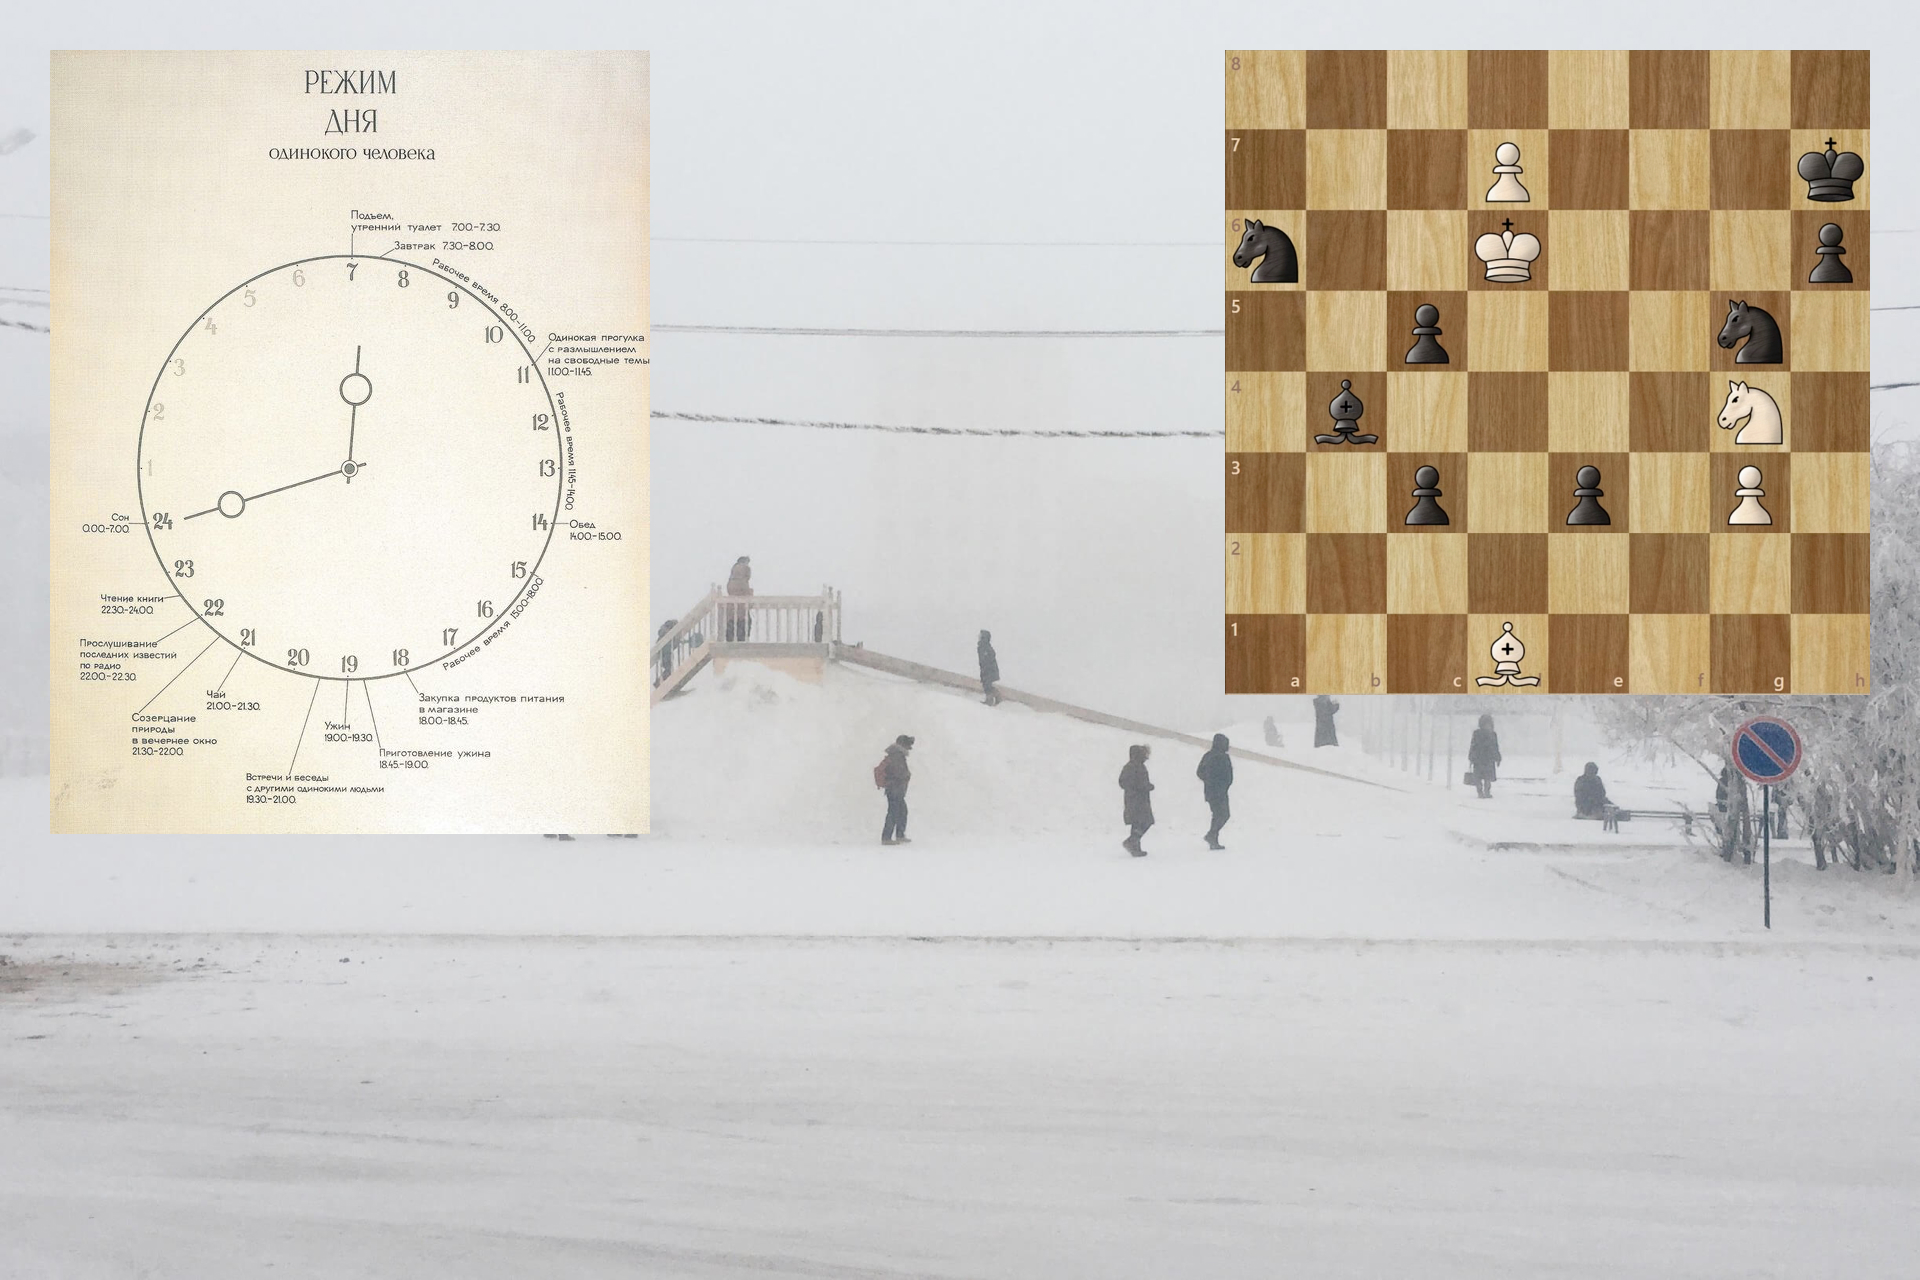 РЕЖИМ
ДНЯ
одинокого человека
Подъем,
утренний туалет 7.00.-7.30.
Завтрак 7.30.-8.00.
Рабочее время 8.00-11.00
Одинокая прогулка
с размышлением
на свободные темы
11.00.-11.45.
Рабочее время 11.45-14.00.
Обед
14.00.-15.00.
Рабочее время 15.00-18.00
Закупка продуктов питания
в магазине
18.00.-18.45.
Приготовление ужина
18.45.-19.00.
Ужин
19.00.-19.30.
Встречи и беседы
с другими одинокими людьми
19.30.-21.00.
Чай
21.00.-21.30.
Созерцание
природы
в вечернее окно
21.30.-22.00.
Прослушивание
последних известий
по радио
22.00.-22.30.
Чтение книги
22.30.-24.00.
Сон
0.00.-7.00.
1
2
3
4
5
6
7
8
9
10
11
12
13
14
15
16
17
18
19
20
21
22
23
24
8
7
6
5
4
3
2
1
a b c d e f g h